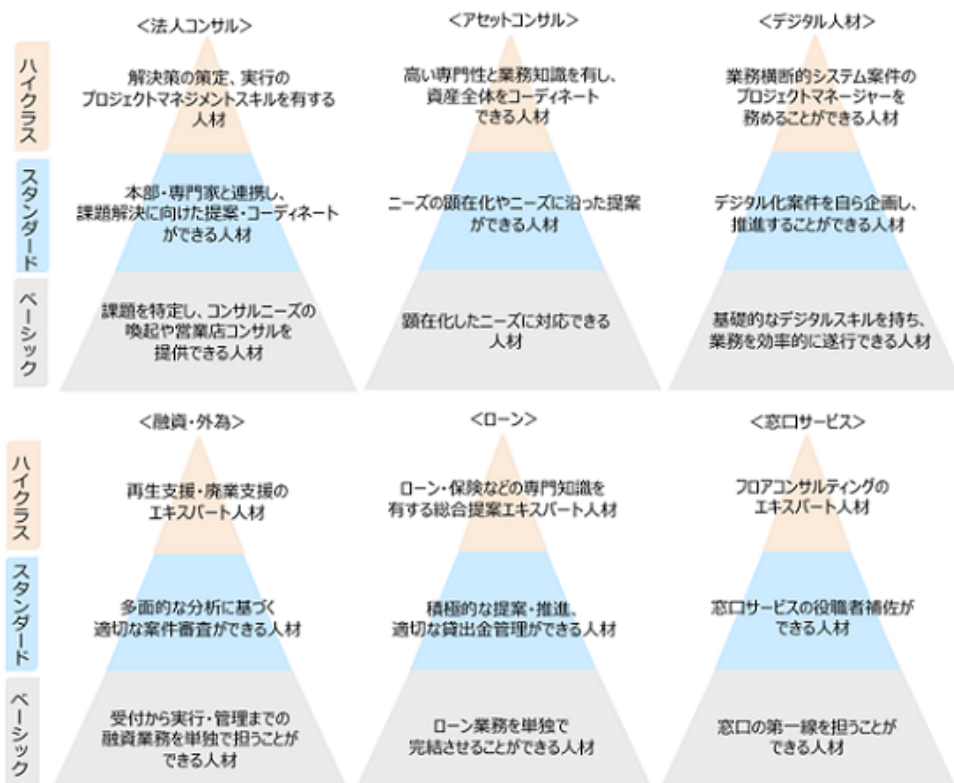 <法人コンサル>
<アセットコンサル>
<デジタル人材>
ハイクラス
解決策の策定、実行の
プロジェクトマネジメントスキルを有する
人材
高い専門性と業務知識を有し、
資産全体をコーディネート
できる人材
業務横断的システム案件の
プロジェクトマネージャーを
務めることができる人材
スタンダード
本部・専門家と連携し、
課題解決に向けた提案・コーディネート
ができる人材
ニーズの顕在化やニーズに沿った提案
ができる人材
デジタル化案件を自ら企画し、
推進することができる人材
ベーシック
課題を特定し、コンサルニーズの
喚起や営業店コンサルを
提供できる人材
顕在化したニーズに対応できる
人材
基礎的なデジタルスキルを持ち、
業務を効率的に遂行できる人材
<融資・外為>
<ローン>
<窓口サービス>
ハイクラス
再生支援・廃業支援の
エキスパート人材
ローン・保険などの専門知識を
有する総合提案エキスパート人材
フロアコンサルティングの
エキスパート人材
スタンダード
多面的な分析に基づく
適切な案件審査ができる人材
積極的な提案・推進、
適切な貸出金管理ができる人材
窓口サービスの役職者補佐が
できる人材
ベーシック
受付から実行・管理までの
融資業務を単独で担うことが
できる人材
ローン業務を単独で
完結させることができる人材
窓口の第一線を担うことが
できる人材